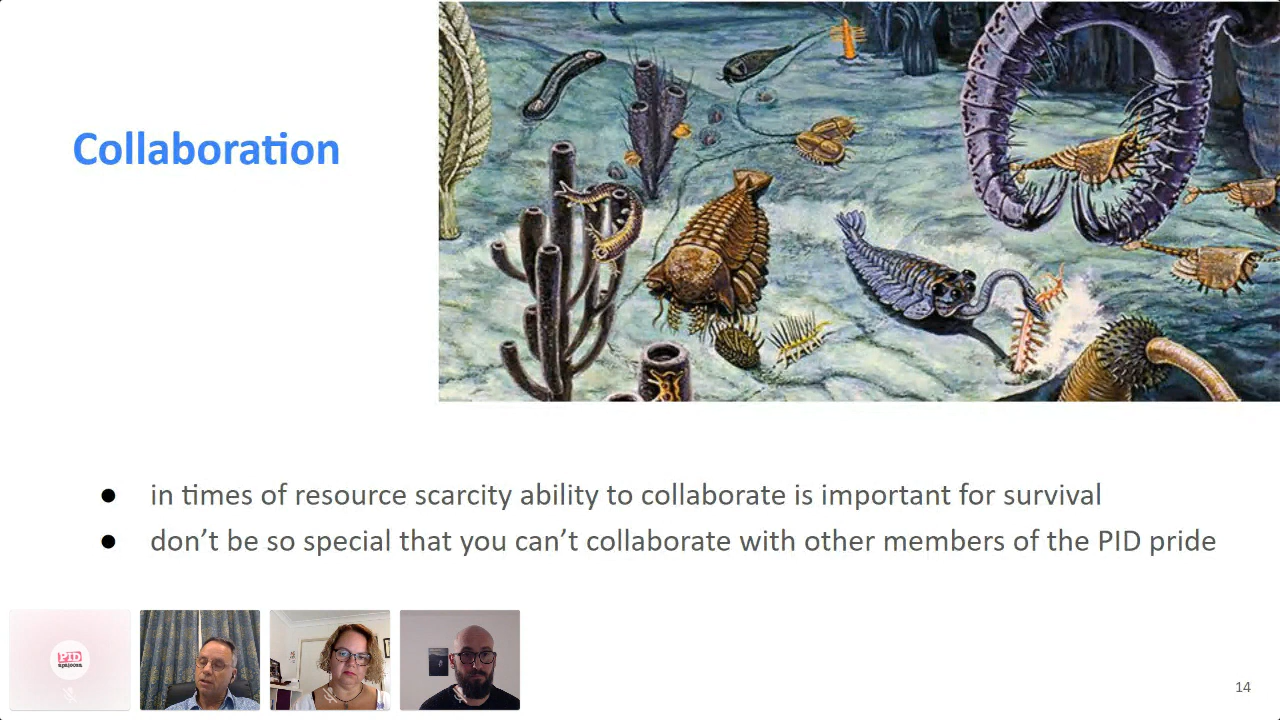 Collaboration
● in times of resource scarcity ability to collaborate is important for survival
● don’t be so special that you can’t collaborate with other members of the PID pride
PID
apalooza
14